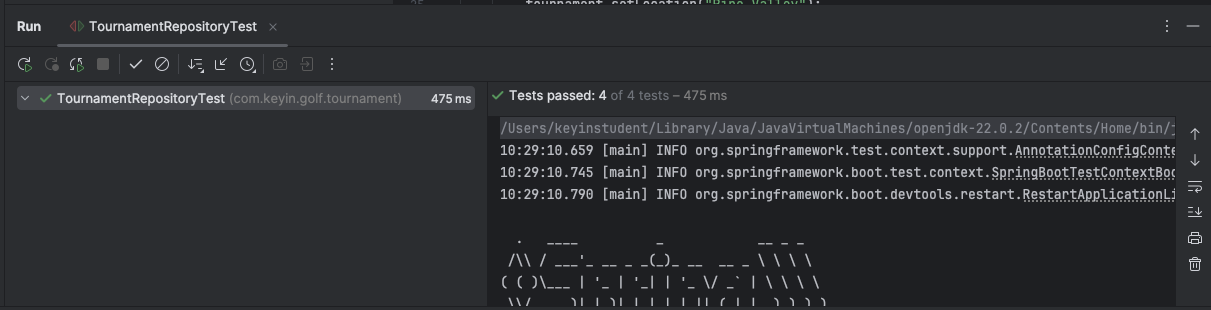 25 tournament.setLocation("Pine Valley");
Run TournamentRepositoryTest ×
TournamentRepositoryTest (com.keyin.golf.tournament) 475 ms
Tests passed: 4 of 4 tests – 475 ms
/Users/keyinstudent/Library/Java/JavaVirtualMachines/openjdk-22.0.2/Contents/Home/bin/j
10:29:10.659 [main] INFO org.springframework.test.context.support.AnnotationConfigConte
10:29:10.745 [main] INFO org.springframework.boot.test.context.SpringBootTestContextBoo
10:29:10.790 [main] INFO org.springframework.boot.devtools.restart.RestartApplicationLi
  .   ____          _            __ _ _
 /\\ / ___'_ __ _ _(_)_ __  __ _ \ \ \ \
( ( )\___ | '_ | '_| | '_ \/ _` | \ \ \ \
 \\/  ___)| |_)| | | | | || (_| |  ) ) ) )